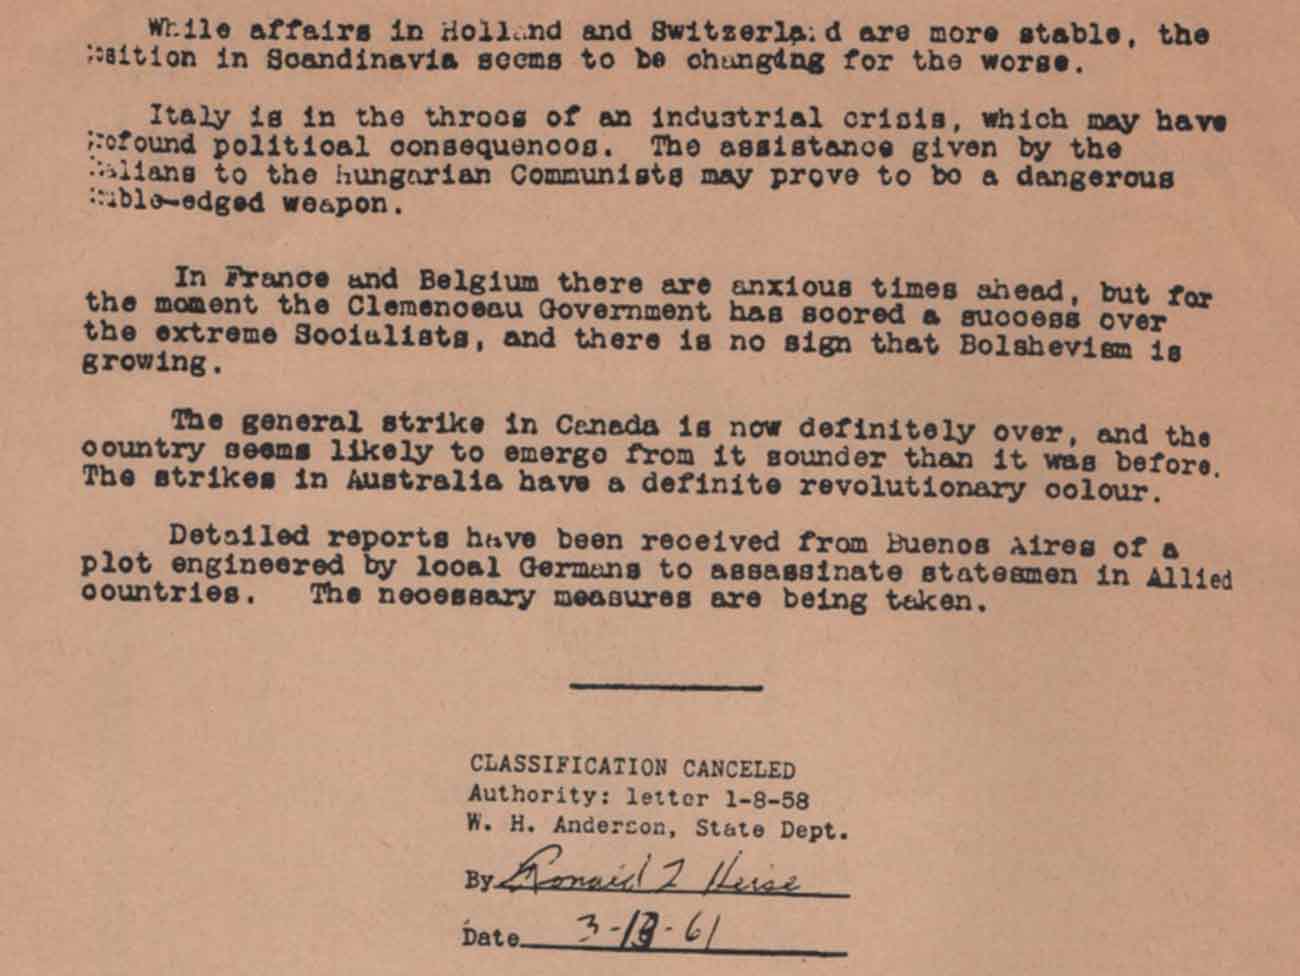 While affairs in Holland and Switzerland are more stable, the
position in Scandinavia seems to be changing for the worse.
Italy is in the throes of an industrial crisis, which may have
profound political consequences. The assistance given by the
Italians to the Hungarian Communists may prove to be a dangerous
double-edged weapon.
In France and Belgium there are anxious times ahead, but for
the moment the Clemenceau Government has scored a success over
the extreme Socialists, and there is no sign that Bolshevism is
growing.
The general strike in Canada is now definitely over, and the
country seems likely to emerge from it sounder than it was before.
The strikes in Australia have a definite revolutionary colour.
Detailed reports have been received from Buenos Aires of a
plot engineered by local Germans to assassinate statesmen in Allied
countries. The necessary measures are being taken.
CLASSIFICATION CANCELED
Authority: letter 1-8-58
W. H. Anderson, State Dept.
By Ronald Heise
Date 3- -61